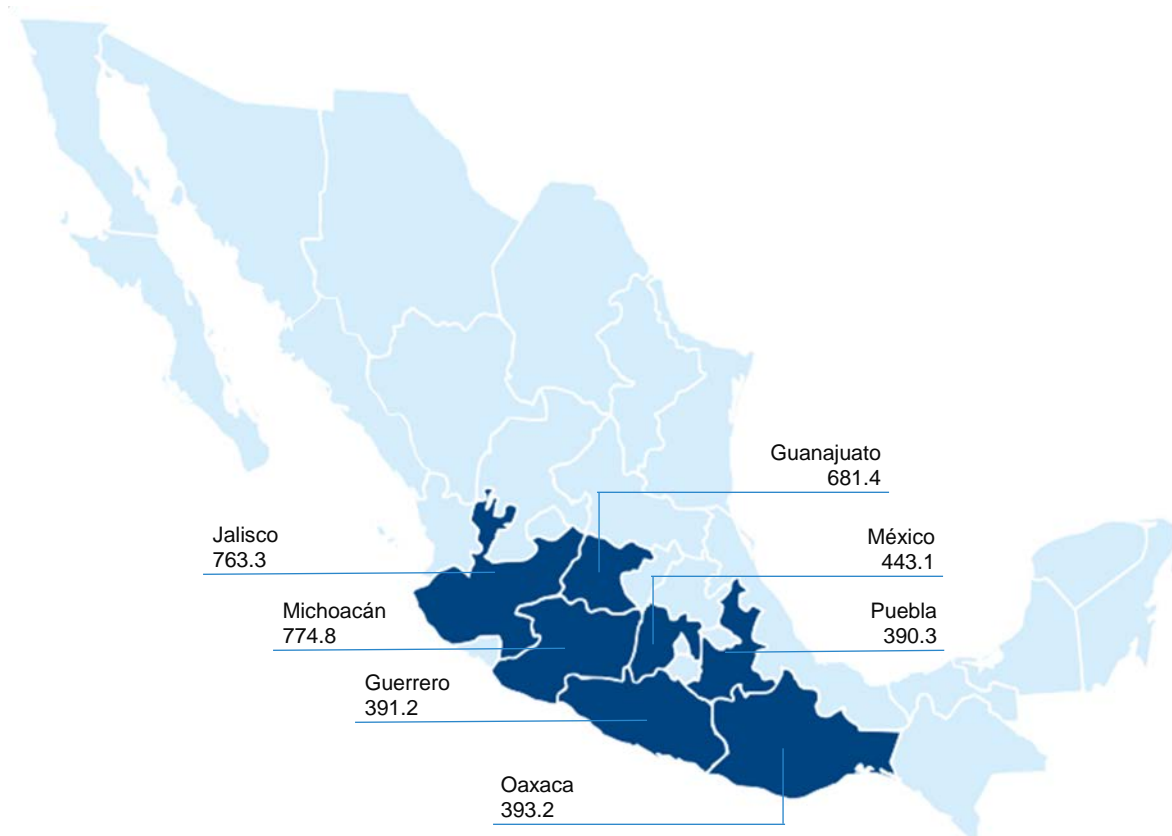 Guanajuato
681.4
Jalisco
763.3
México
443.1
Michoacán
774.8
Puebla
390.3
Guerrero
391.2
Oaxaca
393.2